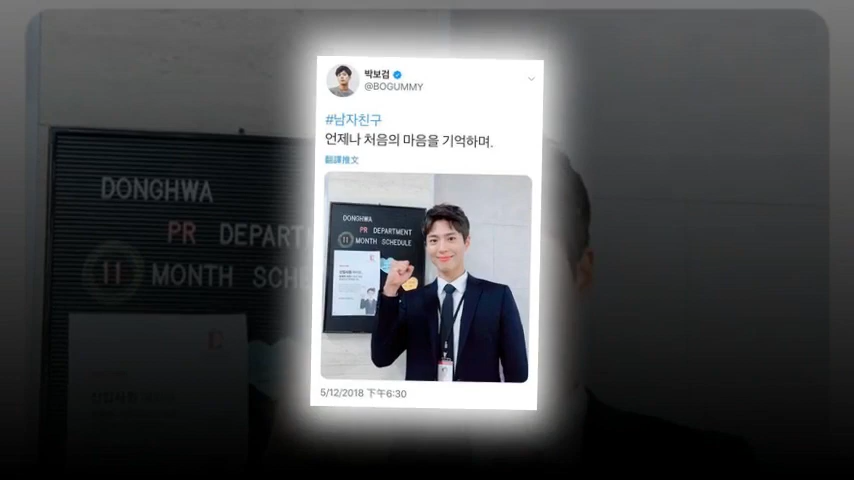 박보검
@BOGUMMY
#남자친구
언제나 처음의 마음을 기억하며.
翻譯推文
DONGHWA
PR DEPARTMENT
11 MONTH SCHEDULE
5/12/2018 下午6:30
DONGHWA
PR DEPARTM
11 MONTH SCHE